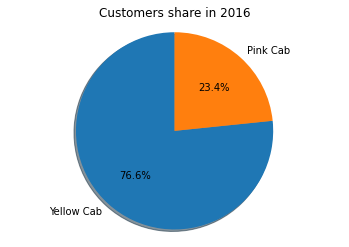 Customers share in 2016
Pink Cab
23.4%
76.6%
Yellow Cab